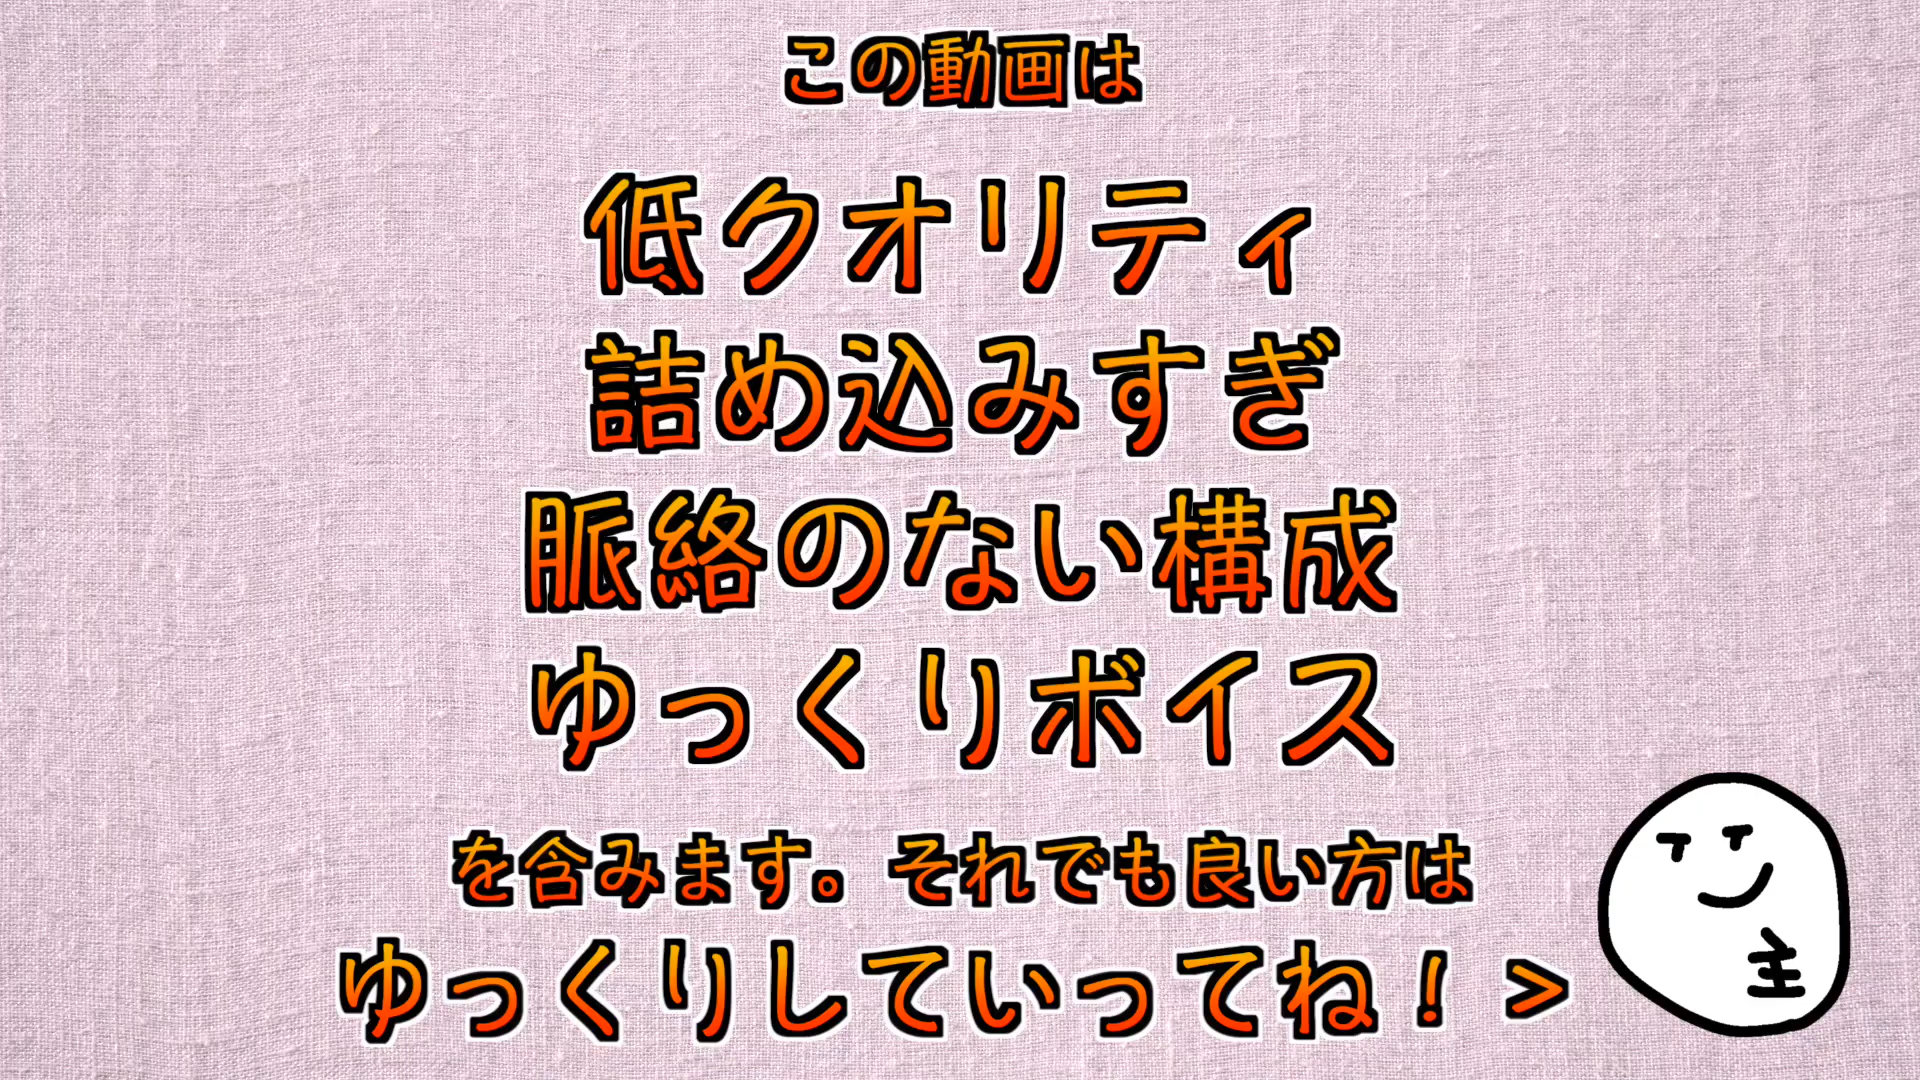 この動画は
低クオリティ
詰め込みすぎ
脈絡のない構成
ゆっくりボイス
を含みます。それでも良い方は
ゆっくりしていってね！>
主